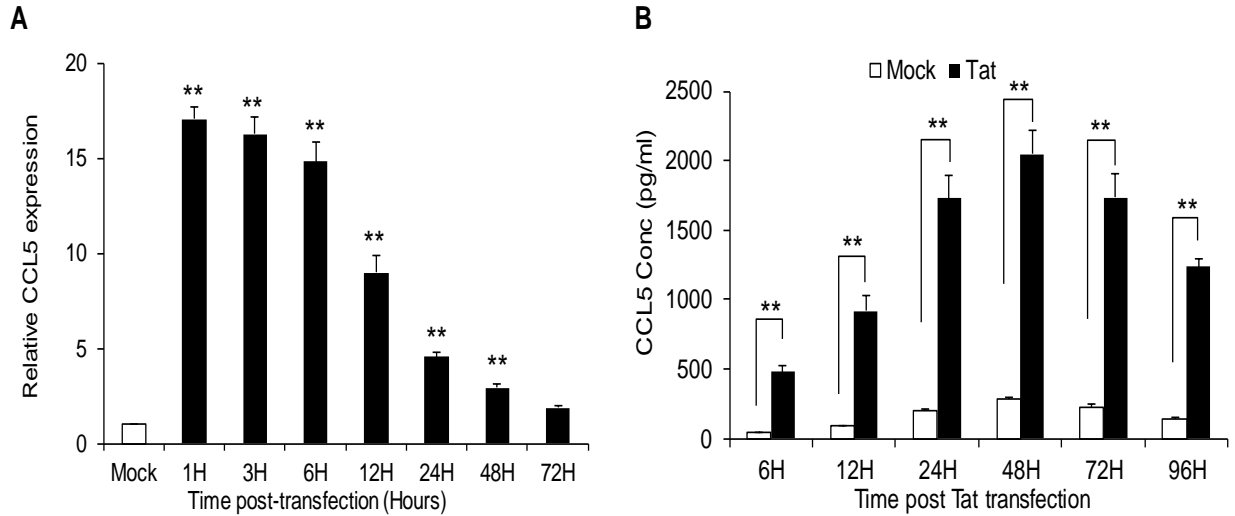 A
Relative CCL5 expression
20
15
10
5
0
** ** ** ** ** **
Mock 1H 3H 6H 12H 24H 48H 72H
Time post-transfection (Hours)
B
Mock Tat
CCL5 Conc (pg/ml)
2500
2000
1500
1000
500
0
** ** ** ** ** **
6H 12H 24H 48H 72H 96H
Time post Tat transfection